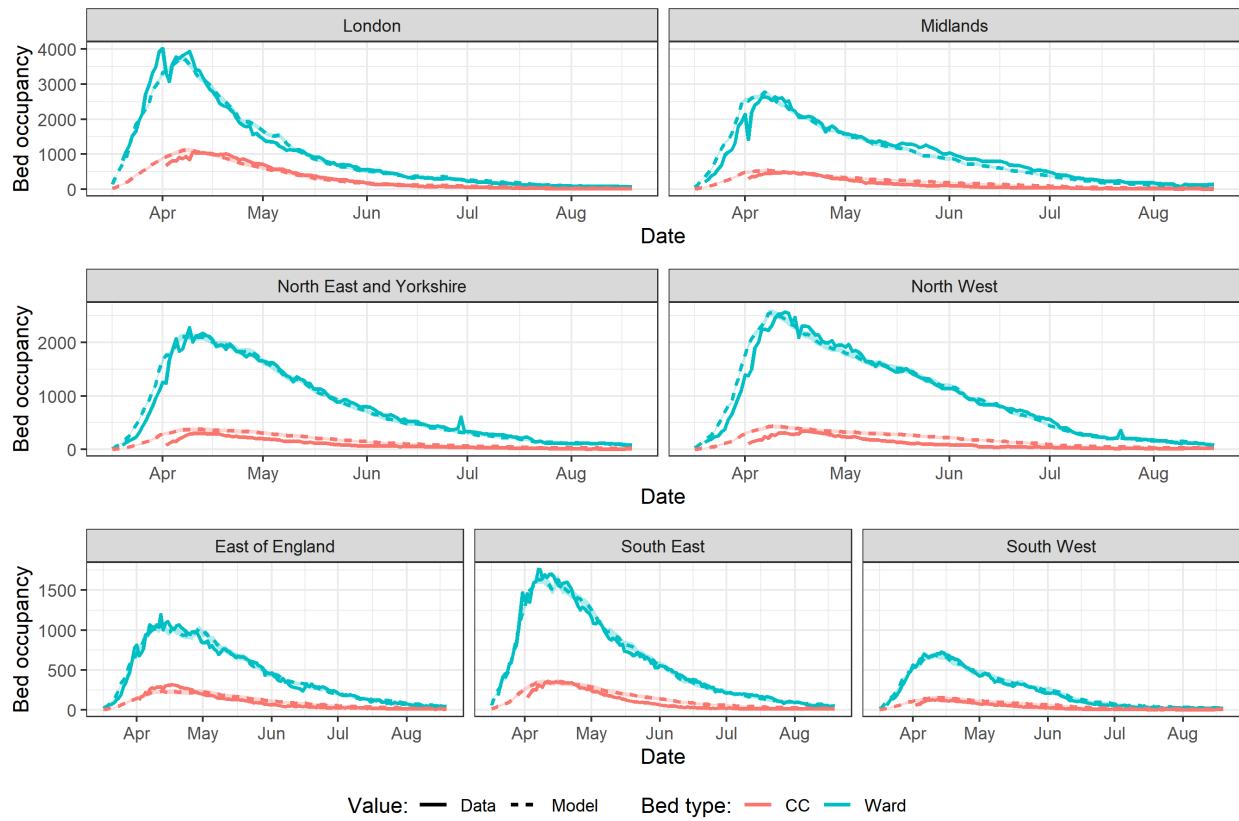 London
Midlands
Bed occupancy
4000
3000
2000
1000
0
Apr
May
Jun
Jul
Aug
Apr
May
Jun
Jul
Aug
Date
Date
North East and Yorkshire
North West
Bed occupancy
2000
1000
0
Apr
May
Jun
Jul
Aug
Apr
May
Jun
Jul
Aug
Date
Date
East of England
South East
South West
Bed occupancy
1500
1000
500
0
Apr
May
Jun
Jul
Aug
Apr
May
Jun
Jul
Aug
Apr
May
Jun
Jul
Aug
Date
Value: Data Model Bed type: CC Ward